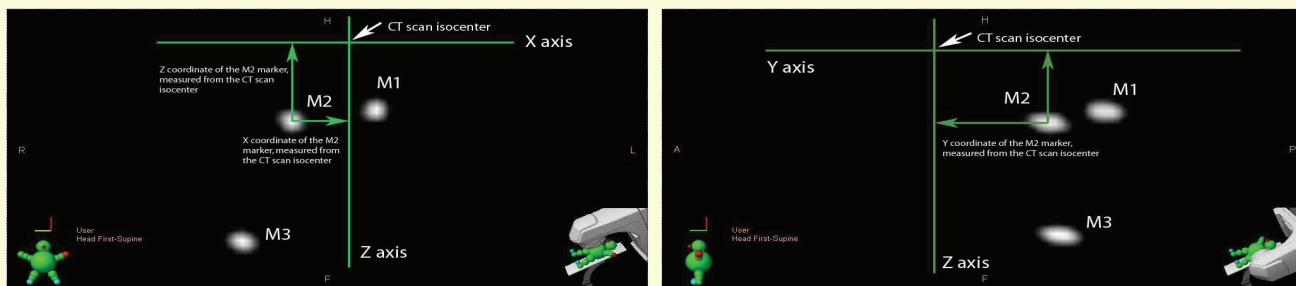 H
CT scan isocenter
X axis
Z coordinate of the M2 marker,
measured from the CT scan
isocenter
M1
M2
X coordinate of the M2
marker, measured from
the CT scan isocenter
R
L
User
Head First-Supine
M3
Z axis
F
H
CT scan isocenter
Y axis
M1
M2
Y coordinate of the M2 marker,
measured from the CT scan isocenter
A
P
User
Head First-Supine
M3
Z axis
F